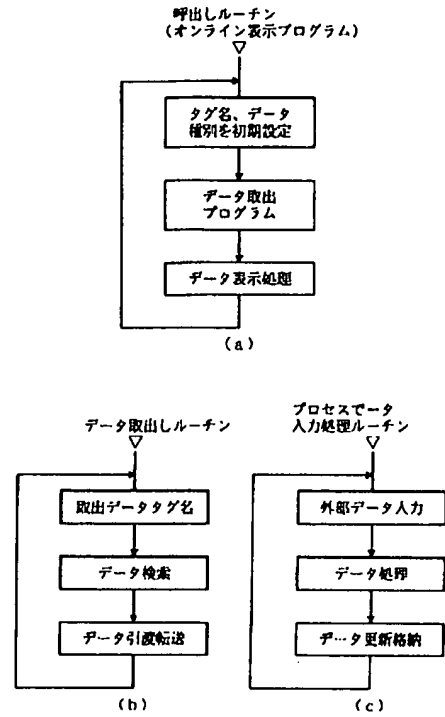 呼出しルーチン
(オンライン表示プログラム)
タグ名、データ
種別を初期設定
データ取出
プログラム
データ表示処理
(a)
データ取出しルーチン
取出データタグ名
データ検索
データ引渡転送
(b)
プロセスでータ
入力処理ルーチン
外部データ入力
データ処理
データ更新格納
(c)